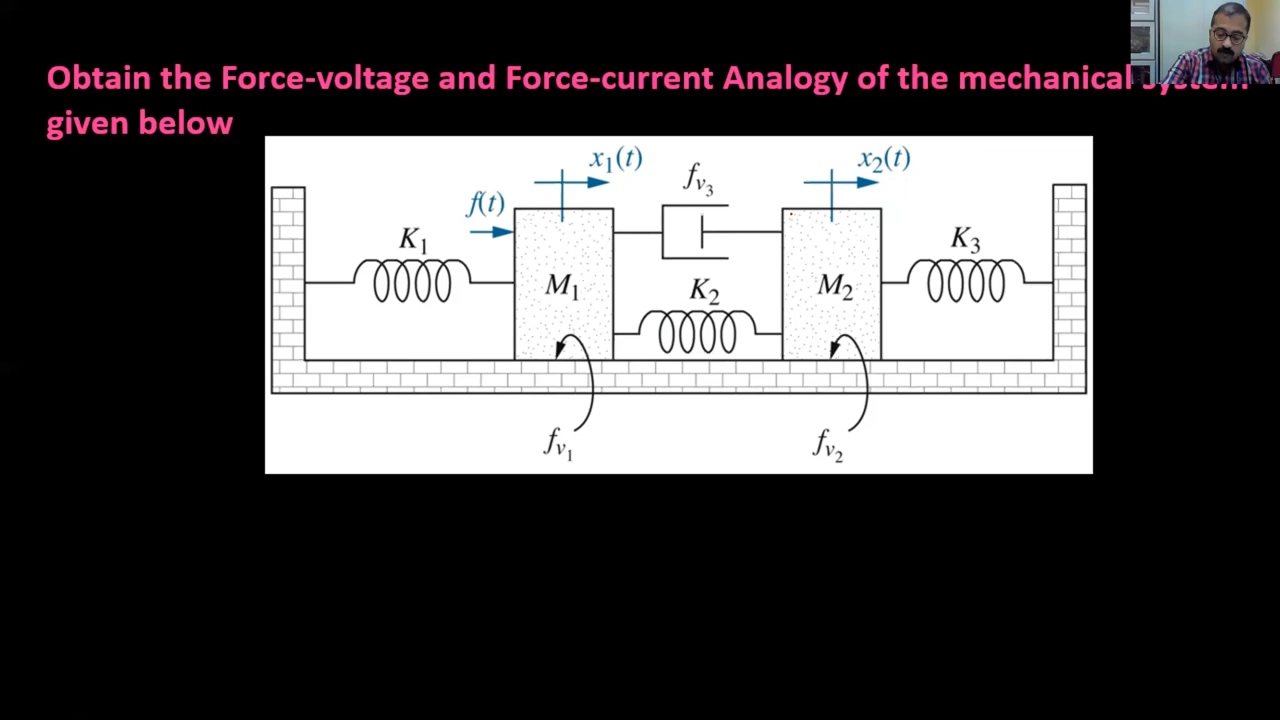 Obtain the Force-voltage and Force-current Analogy of the mechanical
given below
x₁(t)
x₂(t)
fᵥ₃
f(t)
K₁
K₃
M₁
K₂
M₂
fᵥ₁
fᵥ₂